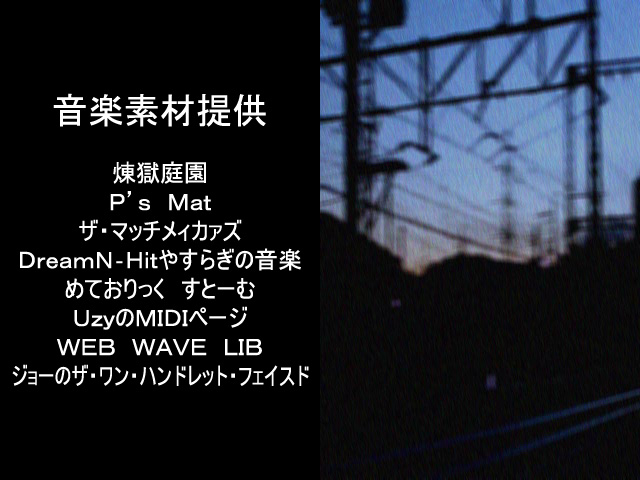 音楽素材提供
煉獄庭園
Ｐ’ｓ　Ｍａｔ
ザ・マッチメィカァズ
ＤｒｅａｍＮ-Ｈｉｔやすらぎの音楽
めておりっく　すとーむ
ＵｚｙのＭＩＤＩページ
ＷＥＢ　ＷＡＶＥ　ＬＩＢ
ジョーのザ・ワン・ハンドレット・フェイスド